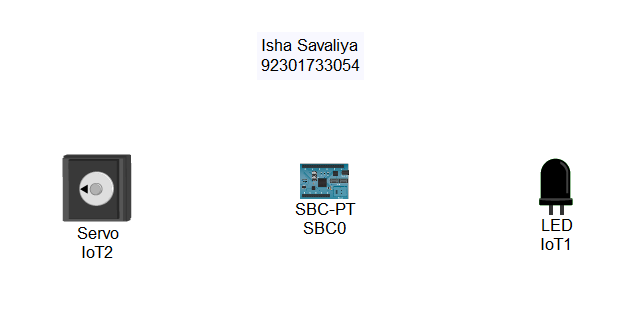 Isha Savaliya
92301733054
Servo
IoT2
SBC-PT
SBC0
LED
IoT1